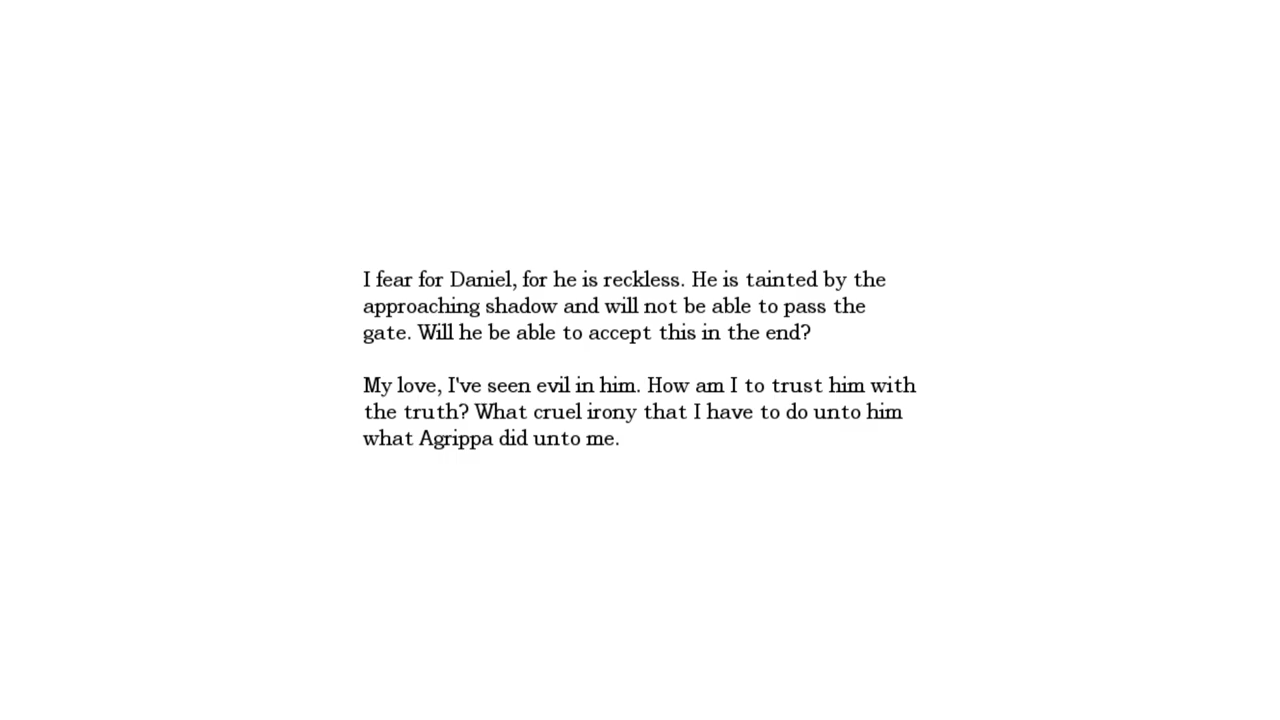 I fear for Daniel, for he is reckless. He is tainted by the
approaching shadow and will not be able to pass the
gate. Will he be able to accept this in the end?
My love, I've seen evil in him. How am I to trust him with
the truth? What cruel irony that I have to do unto him
what Agrippa did unto me.